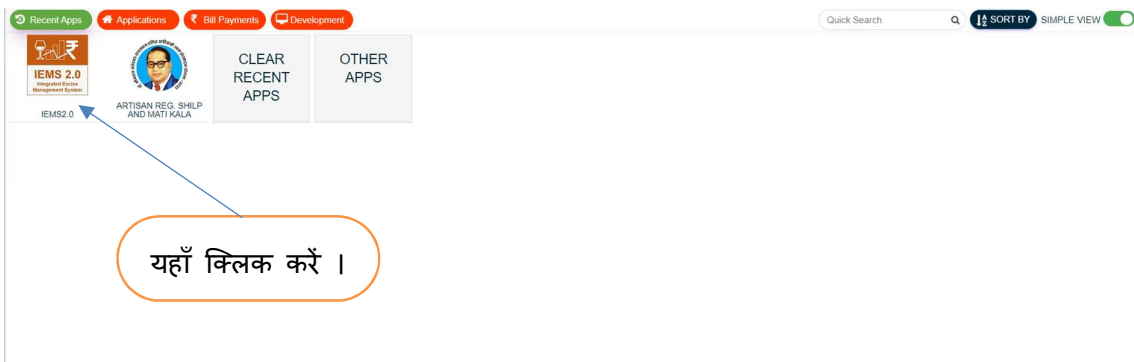 Recent Apps
Applications
₹ Bill Payments
Development
Quick Search
SORT BY
SIMPLE VIEW
IEMS 2.0
Integrated Excise
Management System
IEMS2.0
ARTISAN REG. SHILP
AND MATI KALA
CLEAR
RECENT
APPS
OTHER
APPS
यहाँ क्लिक करें ।